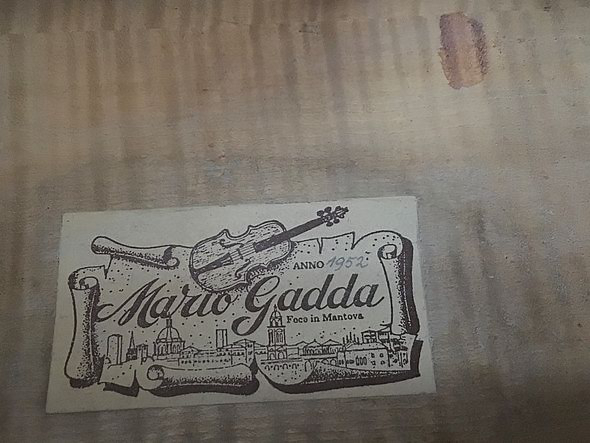 ANNO 1952
Mario Gadda
Fece in Mantova